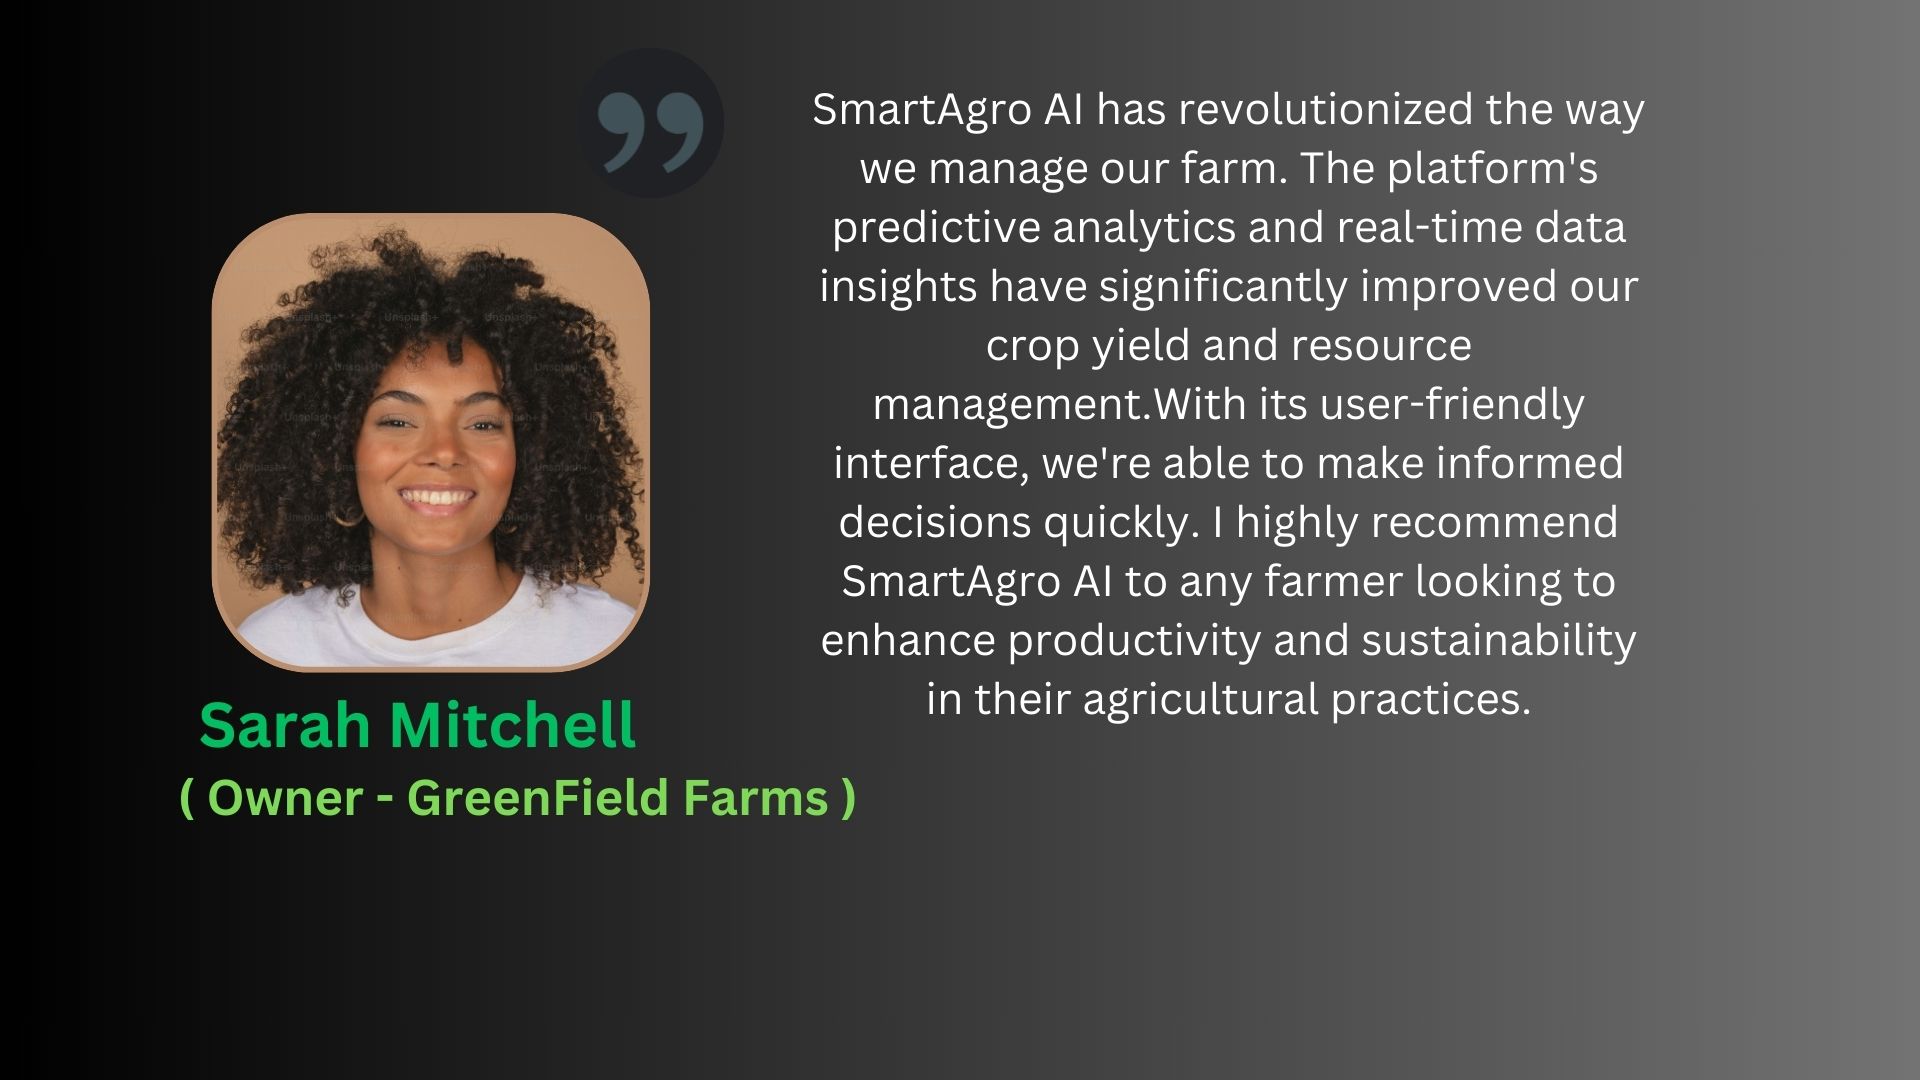 SmartAgro AI has revolutionized the way
we manage our farm. The platform's
predictive analytics and real-time data
insights have significantly improved our
crop yield and resource
management.With its user-friendly
interface, we're able to make informed
decisions quickly. I highly recommend
SmartAgro AI to any farmer looking to
enhance productivity and sustainability
in their agricultural practices.
Sarah Mitchell
( Owner - GreenField Farms )